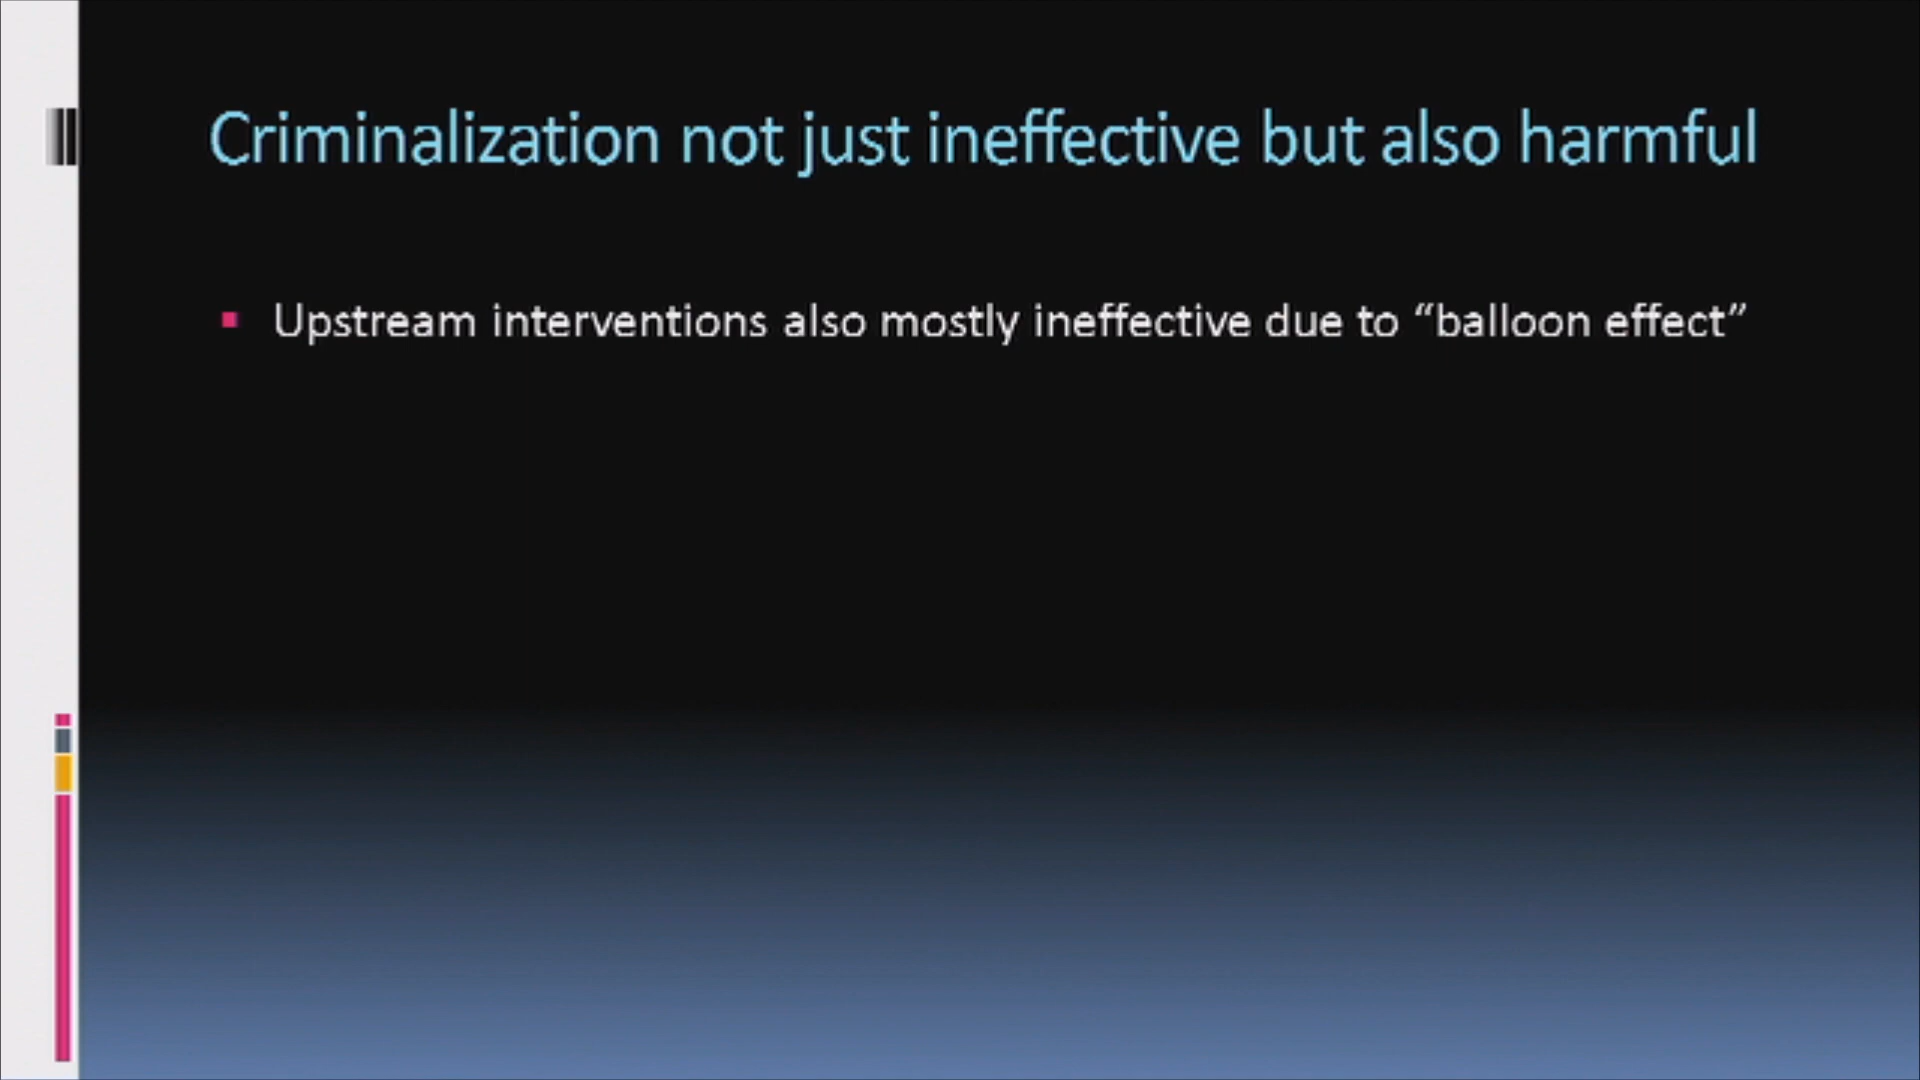 Criminalization not just ineffective but also harmful
Upstream interventions also mostly ineffective due to “balloon effect”